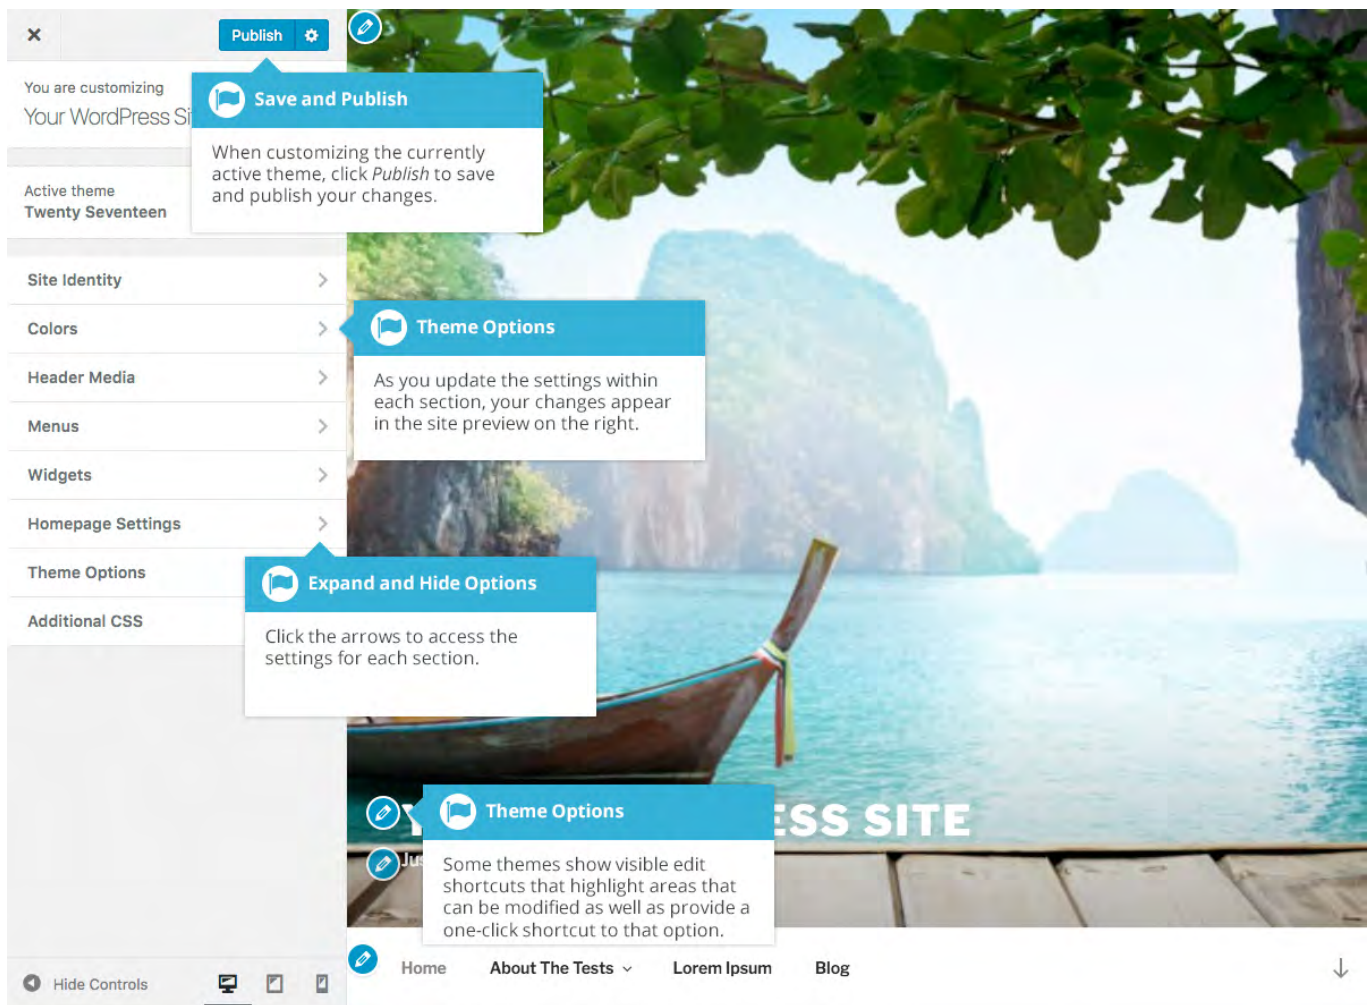 Publish
You are customizing
Your WordPress Si
Save and Publish
When customizing the currently
active theme, click Publish to save
and publish your changes.
Active theme
Twenty Seventeen
Site Identity
Colors
Header Media
Menus
Widgets
Homepage Settings
Theme Options
Additional CSS
Theme Options
As you update the settings within
each section, your changes appear
in the site preview on the right.
Expand and Hide Options
Click the arrows to access the
settings for each section.
Theme Options
ESS SITE
Some themes show visible edit
shortcuts that highlight areas that
can be modified as well as provide a
one-click shortcut to that option.
Hide Controls
Home About The Tests Lorem Ipsum Blog